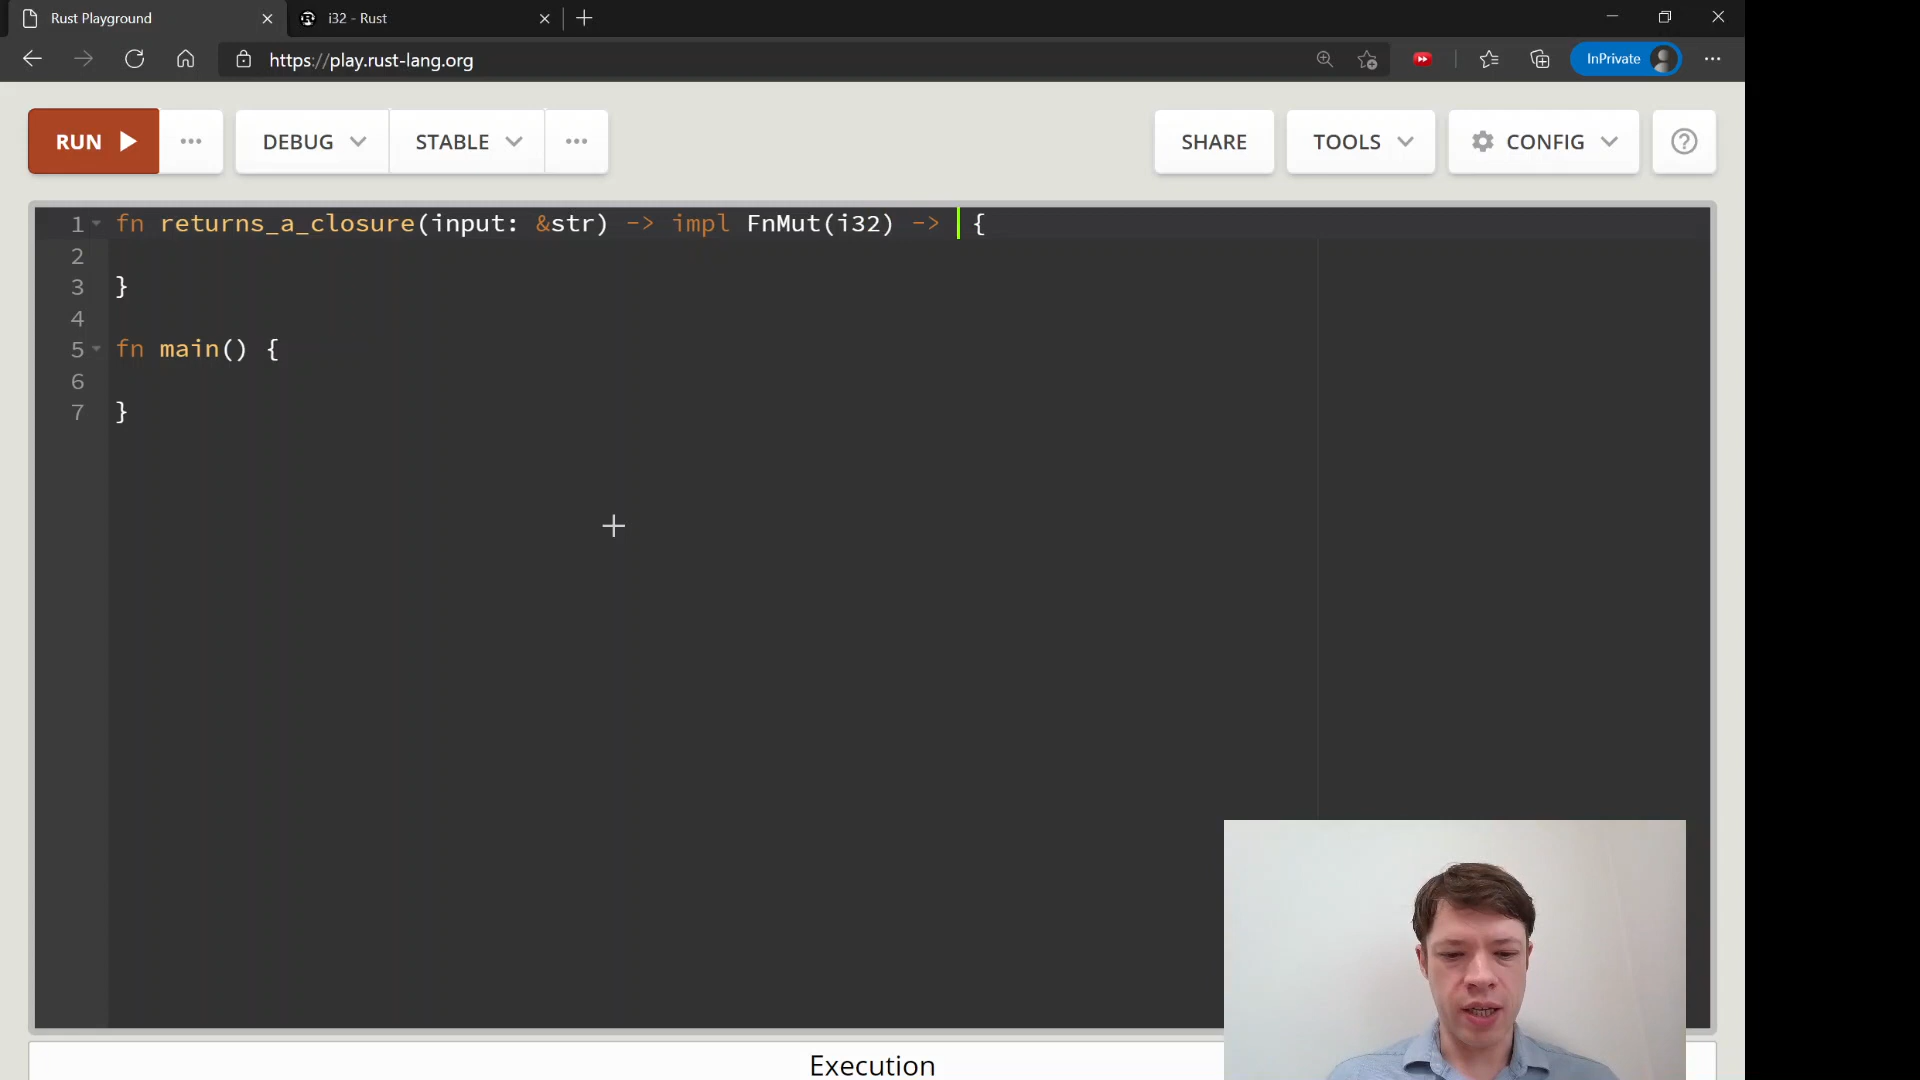 Rust Playground
i32 - Rust
https://play.rust-lang.org
InPrivate
RUN
DEBUG
STABLE
SHARE
TOOLS
CONFIG
1 fn returns_a_closure(input: &str) -> impl FnMut(i32) -> {
2
3 }
4
5 fn main() {
6
7 }
Execution